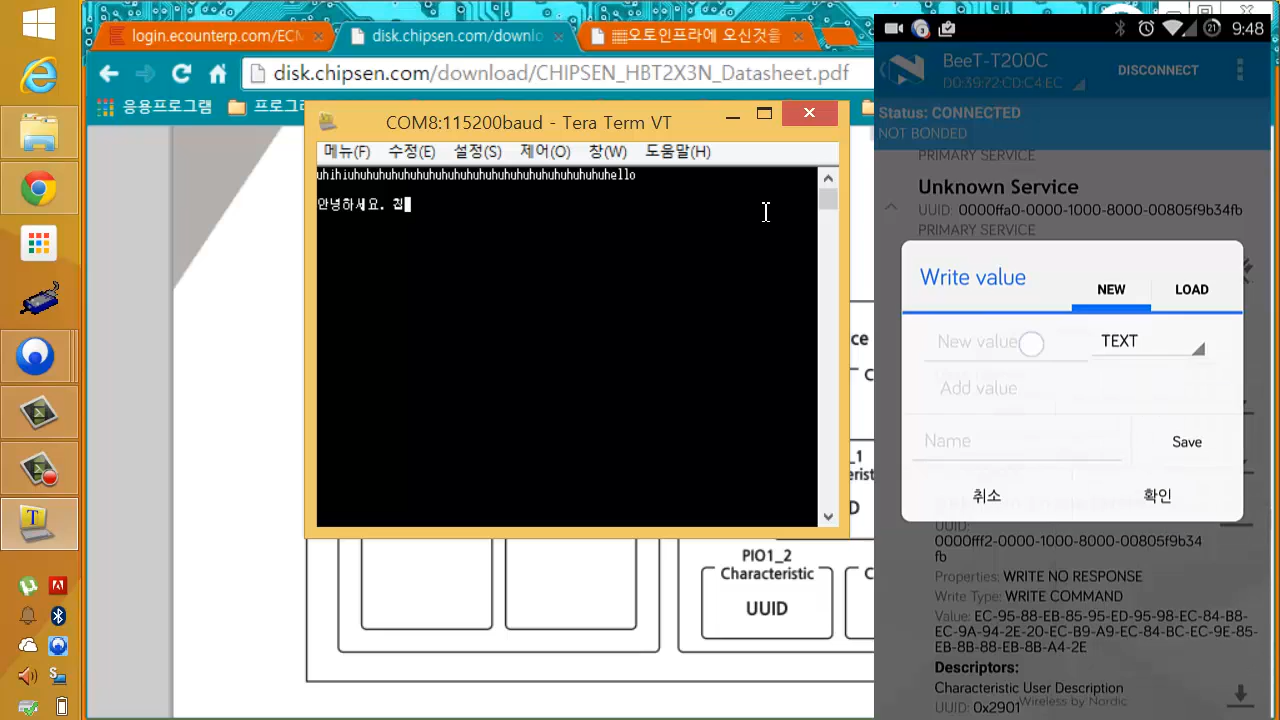 login.ecounterp.com/ECM
disk.chipsen.com/downlo
오토인프라에 오신것을
disk.chipsen.com/download/CHIPSEN_HBT2X3N_Datasheet.pdf
응용프로그램
프로그
COM8:115200baud - Tera Term VT
메뉴(F) 수정(E) 설정(S) 제어(O) 창(W) 도움말(H)
안녕하세요. 칩
PIO1_2
Characteristic
UUID
9:48
BeeT-T200C
D0:39:72:CD:C4:EC
DISCONNECT
Status: CONNECTED
NOT BONDED
PRIMARY SERVICE
Unknown Service
UUID: 0000ffa0-0000-1000-8000-00805f9b34fb
PRIMARY SERVICE
Write value
NEW
LOAD
New value
TEXT
Add value
Name
Save
취소
확인
UUID:
0000fff2-0000-1000-8000-00805f9b34
fb
Properties: WRITE NO RESPONSE
Write Type: WRITE COMMAND
Value: EC-95-88-EB-85-95-ED-95-98-EC-84-B8-
EC-9A-94-2E-20-EC-B9-A9-EC-84-BC-EC-9E-85-
EB-8B-88-EB-8B-A4-2E
Descriptors:
Characteristic User Description
UUID: 0x2901
Wireless by Nordic